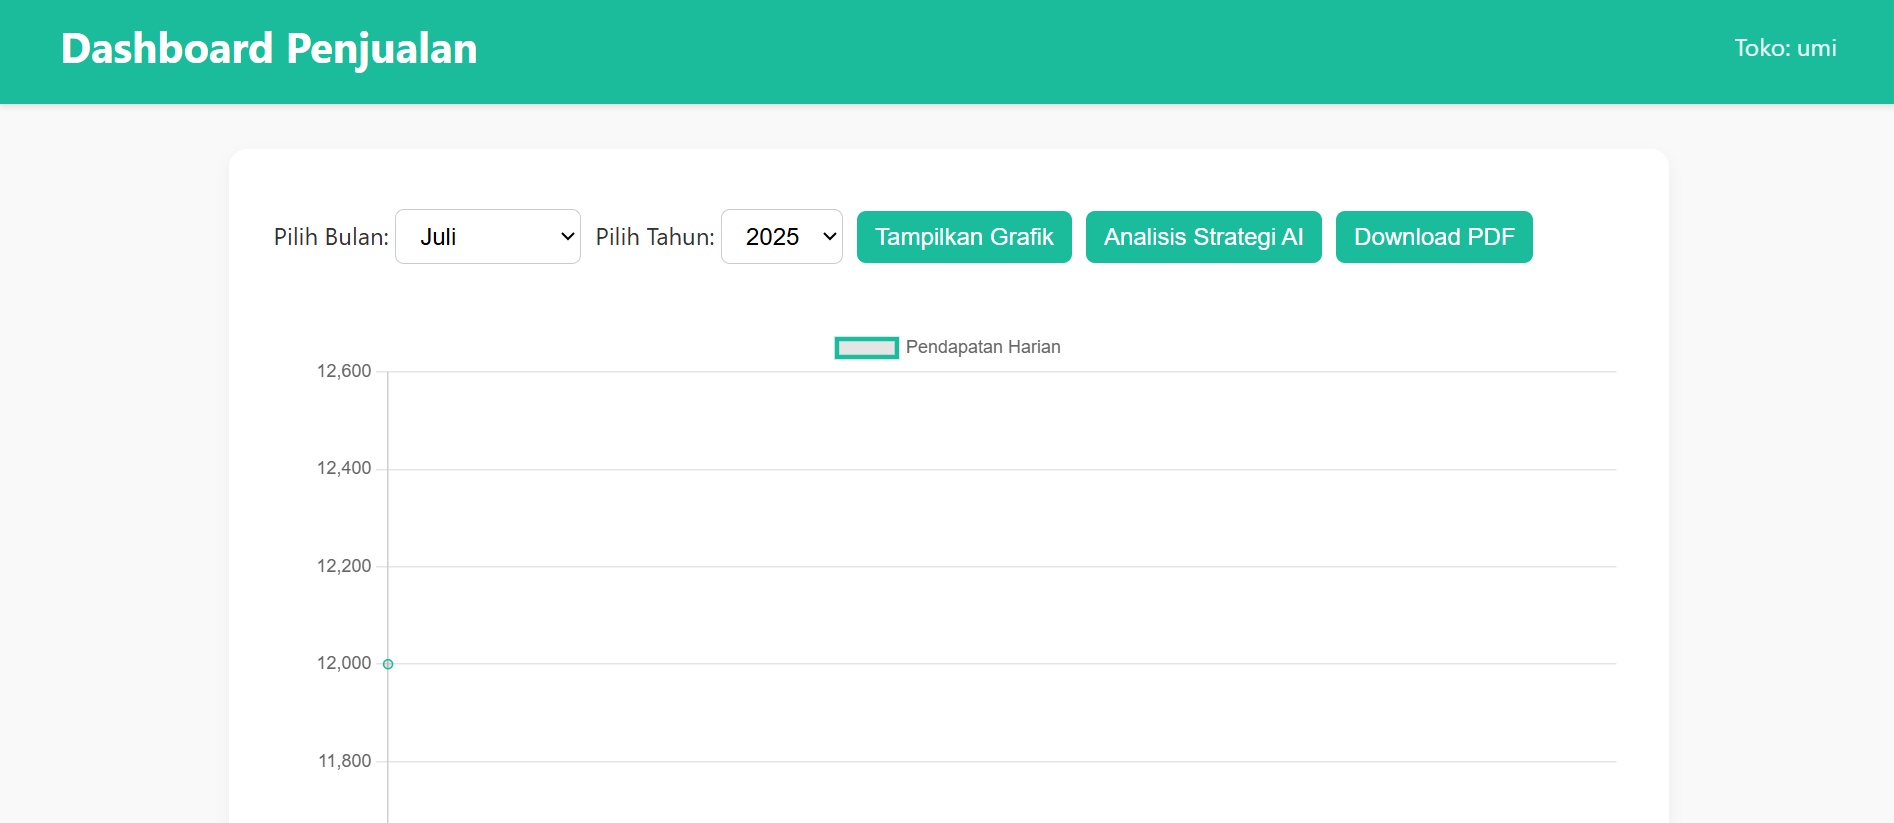 Dashboard Penjualan
Toko: umi
Pilih Bulan: Juli Pilih Tahun: 2025 Tampilkan Grafik Analisis Strategi AI Download PDF
Pendapatan Harian
12,600
12,400
12,200
12,000
11,800